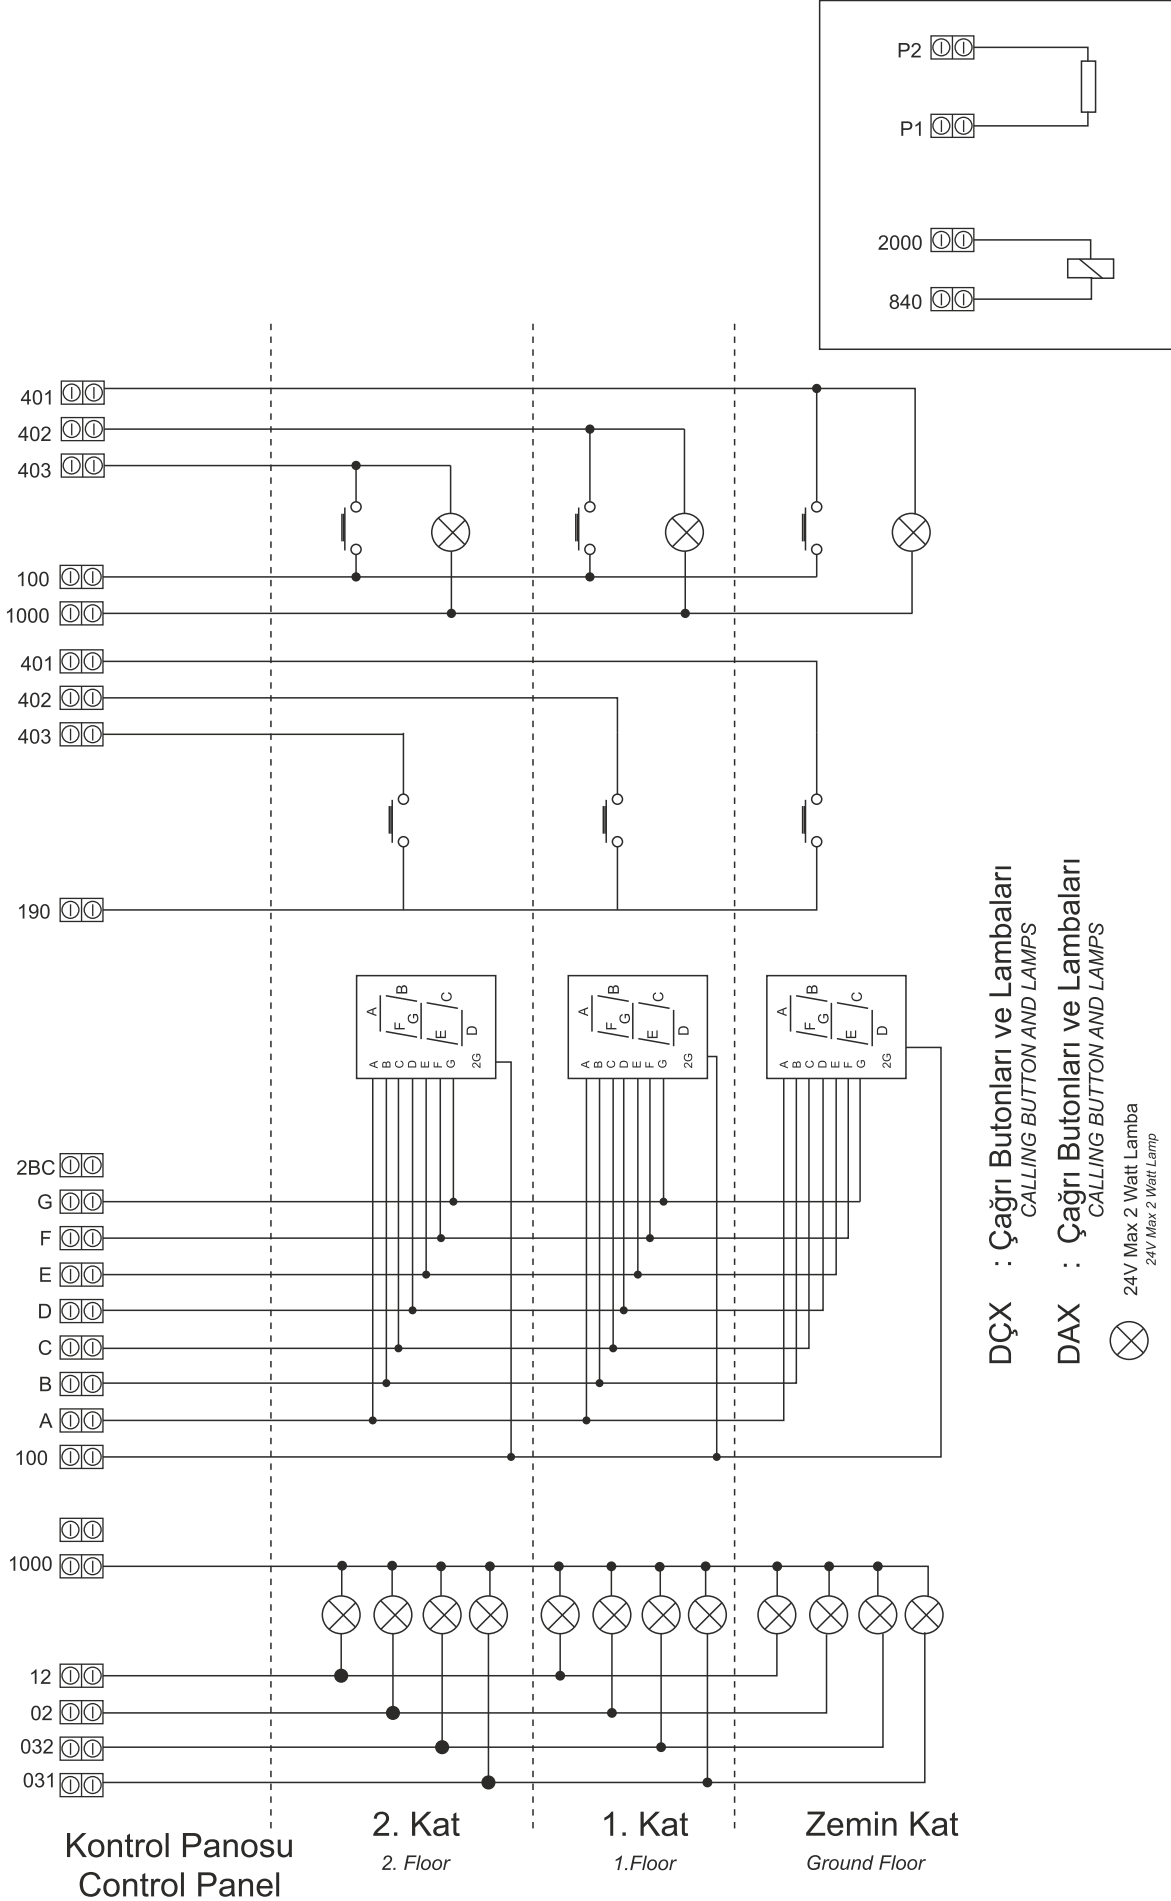 P2
P1
2000
840
401
402
403
100
1000
401
402
403
190
A
B
C
D
E
F
G
A B C D E F G 2G
A
B
C
D
E
F
G
A B C D E F G 2G
A
B
C
D
E
F
G
A B C D E F G 2G
2BC
G
F
E
D
C
B
A
100
1000
12
02
032
031
DÇX : Çağrı Butonları ve Lambaları
CALLING BUTTON AND LAMPS
DAX : Çağrı Butonları ve Lambaları
CALLING BUTTON AND LAMPS
24V Max 2 Watt Lamba
24V Max 2 Watt Lamp
Kontrol Panosu
Control Panel
2. Kat
2. Floor
1. Kat
1.Floor
Zemin Kat
Ground Floor